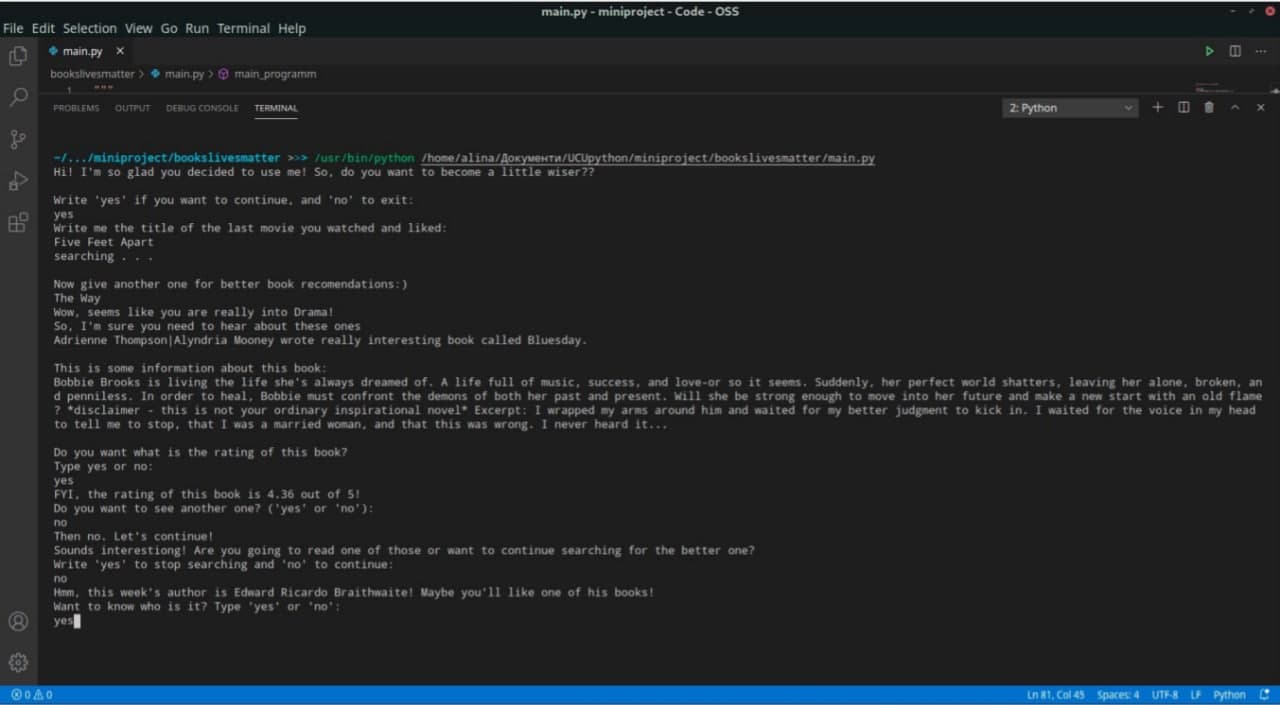 main.py - miniproject - Code - OSS
File Edit Selection View Go Run Terminal Help
main.py
bookslivesmatter > main.py > main_programm
1 """
PROBLEMS OUTPUT DEBUG CONSOLE TERMINAL 2: Python
~/.../miniproject/bookslivesmatter >>> /usr/bin/python /home/alina/Документи/UCUpython/miniproject/bookslivesmatter/main.py
Hi! I'm so glad you decided to use me! So, do you want to become a little wiser??
Write 'yes' if you want to continue, and 'no' to exit:
yes
Write me the title of the last movie you watched and liked:
Five Feet Apart
searching . . .
Now give another one for better book recomendations:)
The Way
Wow, seems like you are really into Drama!
So, I'm sure you need to hear about these ones
Adrienne Thompson|Alyndria Mooney wrote really interesting book called Bluesday.
This is some information about this book:
Bobbie Brooks is living the life she's always dreamed of. A life full of music, success, and love-or so it seems. Suddenly, her perfect world shatters, leaving her alone, broken, an
d penniless. In order to heal, Bobbie must confront the demons of both her past and present. Will she be strong enough to move into her future and make a new start with an old flame
? *disclaimer - this is not your ordinary inspirational novel* Excerpt: I wrapped my arms around him and waited for my better judgment to kick in. I waited for the voice in my head
to tell me to stop, that I was a married woman, and that this was wrong. I never heard it...
Do you want what is the rating of this book?
Type yes or no:
yes
FYI, the rating of this book is 4.36 out of 5!
Do you want to see another one? ('yes' or 'no'):
no
Then no. Let's continue!
Sounds interestiong! Are you going to read one of those or want to continue searching for the better one?
Write 'yes' to stop searching and 'no' to continue:
no
Hmm, this week's author is Edward Ricardo Braithwaite! Maybe you'll like one of his books!
Want to know who is it? Type 'yes' or 'no':
yes
0 0 Ln 81, Col 45 Spaces: 4 UTF-8 LF Python